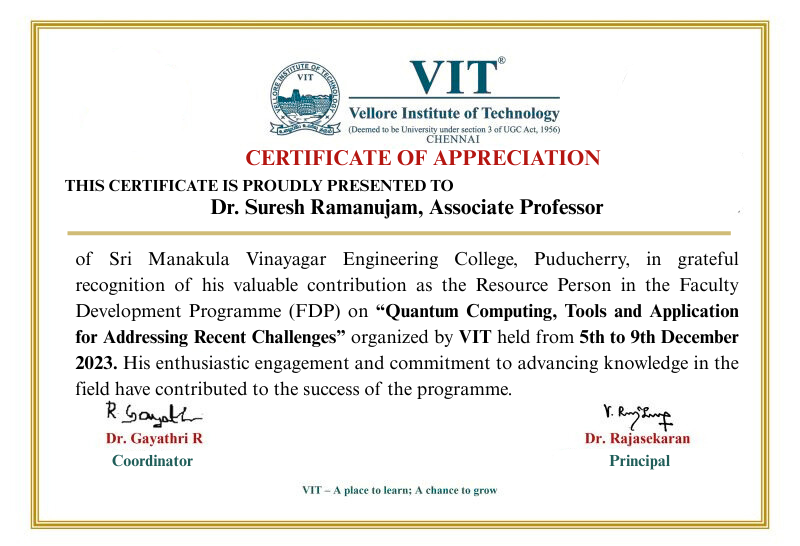 VELLORE INSTITUTE OF TECHNOLOGY
VIT
VIT®
Vellore Institute of Technology
(Deemed to be University under section 3 of UGC Act, 1956)
CHENNAI
CERTIFICATE OF APPRECIATION
THIS CERTIFICATE IS PROUDLY PRESENTED TO
Dr. Suresh Ramanujam, Associate Professor
of Sri Manakula Vinayagar Engineering College, Puducherry, in grateful
recognition of his valuable contribution as the Resource Person in the Faculty
Development Programme (FDP) on “Quantum Computing, Tools and Application
for Addressing Recent Challenges” organized by VIT held from 5th to 9th December
2023. His enthusiastic engagement and commitment to advancing knowledge in the
field have contributed to the success of the programme.
R. Gayathri
Dr. Gayathri R
Dr. Rajasekaran
Coordinator
Principal
VIT – A place to learn; A chance to grow